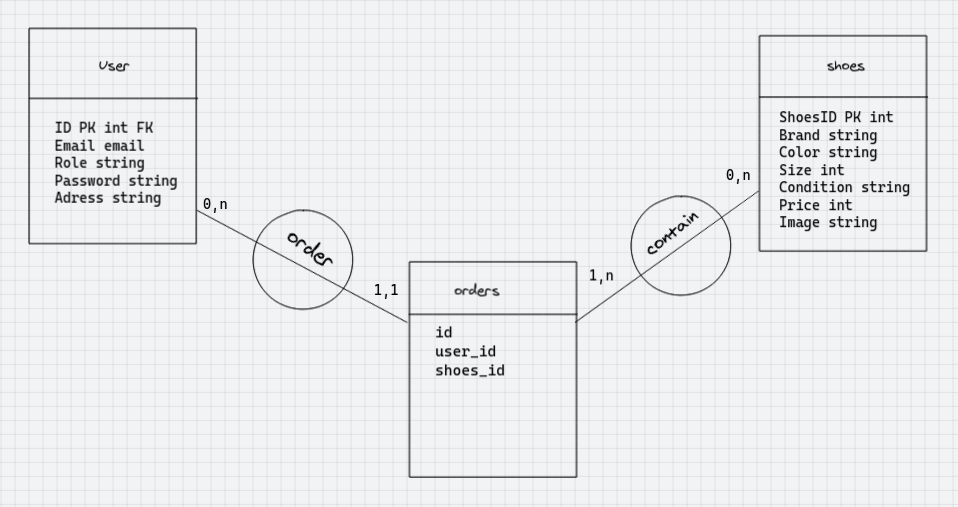 User
ID PK int FK
Email email
Role string
Password string
Adress string
0,n
order
1,1
orders
id
user_id
shoes_id
1,n
contain
0,n
shoes
ShoesID PK int
Brand string
Color string
Size int
Condition string
Price int
Image string